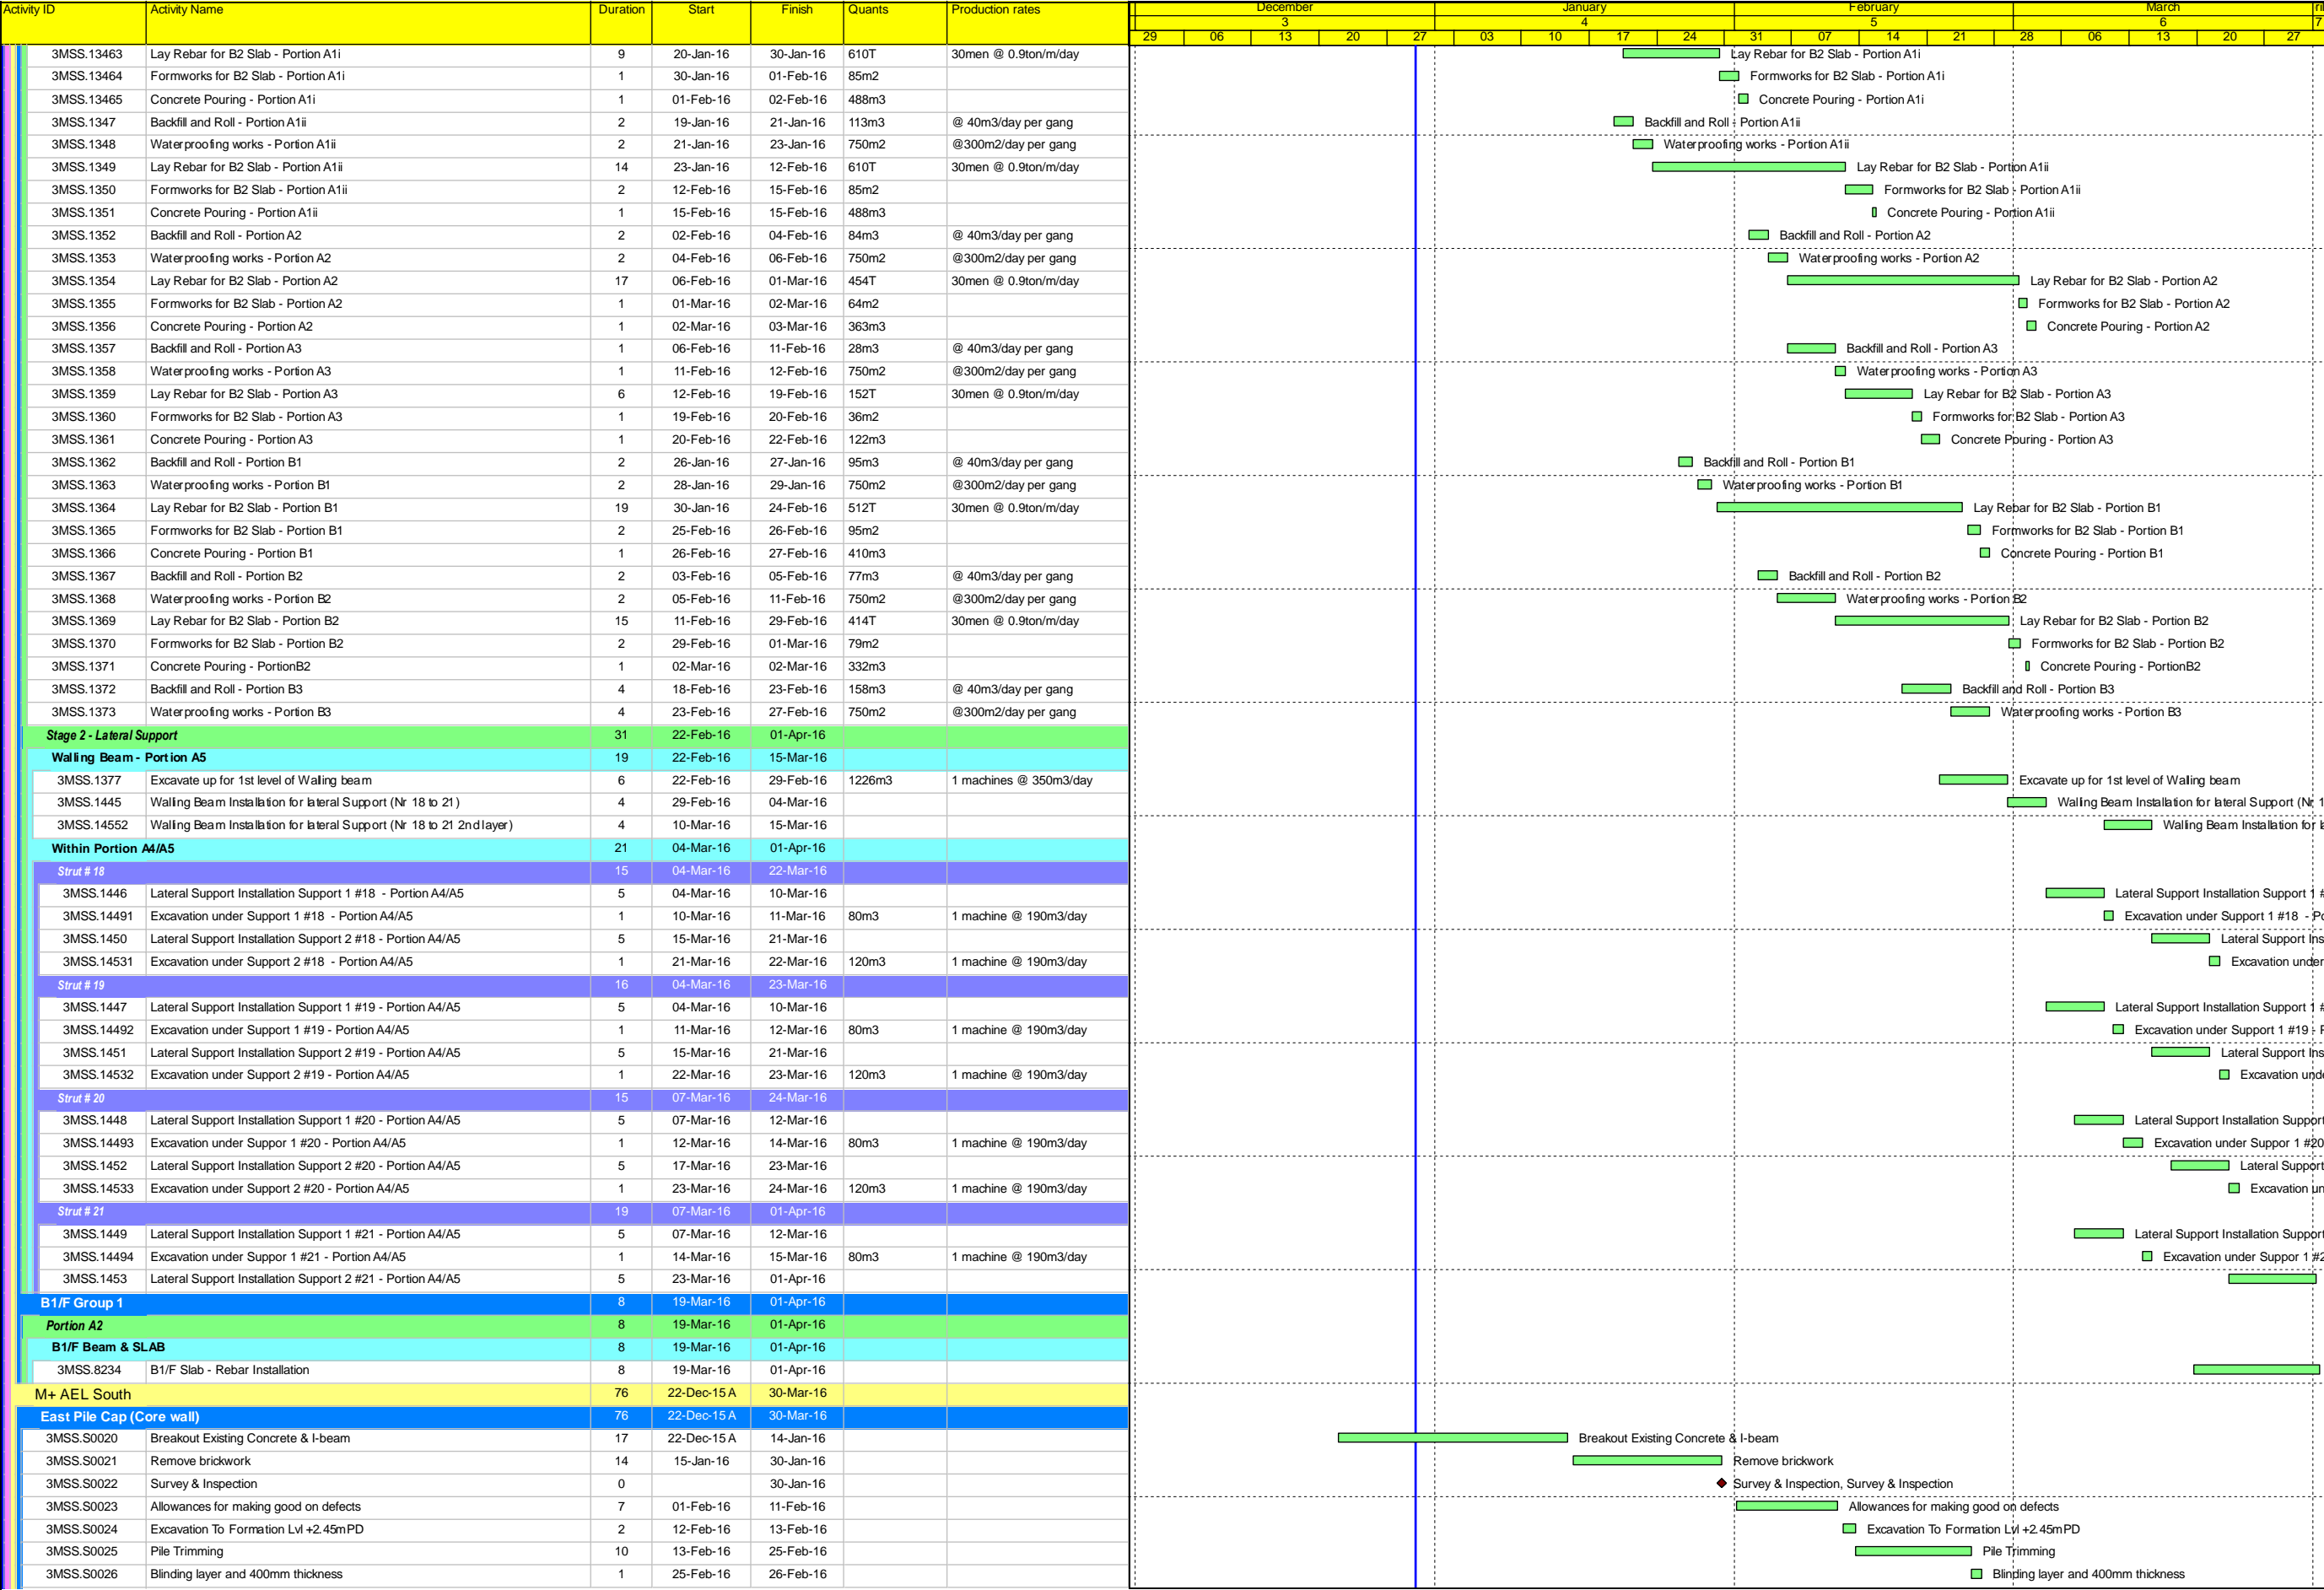 Activity ID Activity Name Duration Start Finish Quants Production rates December January February March
3 4 5 6 7
29 06 13 20 27 03 10 17 24 31 07 14 21 28 06 13 20 27
3MSS.13463 Lay Rebar for B2 Slab - Portion A1i 9 20-Jan-16 30-Jan-16 610T 30men @ 0.9ton/m/day Lay Rebar for B2 Slab - Portion A1i
3MSS.13464 Formworks for B2 Slab - Portion A1i 1 30-Jan-16 01-Feb-16 85m2 Formworks for B2 Slab - Portion A1i
3MSS.13465 Concrete Pouring - Portion A1i 1 01-Feb-16 02-Feb-16 488m3 Concrete Pouring - Portion A1i
3MSS.1347 Backfill and Roll - Portion A1ii 2 19-Jan-16 21-Jan-16 113m3 @ 40m3/day per gang Backfill and Roll - Portion A1ii
3MSS.1348 Waterproofing works - Portion A1ii 2 21-Jan-16 23-Jan-16 750m2 @300m2/day per gang Waterproofing works - Portion A1ii
3MSS.1349 Lay Rebar for B2 Slab - Portion A1ii 14 23-Jan-16 12-Feb-16 610T 30men @ 0.9ton/m/day Lay Rebar for B2 Slab - Portion A1ii
3MSS.1350 Formworks for B2 Slab - Portion A1ii 2 12-Feb-16 15-Feb-16 85m2 Formworks for B2 Slab - Portion A1ii
3MSS.1351 Concrete Pouring - Portion A1ii 1 15-Feb-16 15-Feb-16 488m3 Concrete Pouring - Portion A1ii
3MSS.1352 Backfill and Roll - Portion A2 2 02-Feb-16 04-Feb-16 84m3 @ 40m3/day per gang Backfill and Roll - Portion A2
3MSS.1353 Waterproofing works - Portion A2 2 04-Feb-16 06-Feb-16 750m2 @300m2/day per gang Waterproofing works - Portion A2
3MSS.1354 Lay Rebar for B2 Slab - Portion A2 17 06-Feb-16 01-Mar-16 454T 30men @ 0.9ton/m/day Lay Rebar for B2 Slab - Portion A2
3MSS.1355 Formworks for B2 Slab - Portion A2 1 01-Mar-16 02-Mar-16 64m2 Formworks for B2 Slab - Portion A2
3MSS.1356 Concrete Pouring - Portion A2 1 02-Mar-16 03-Mar-16 363m3 Concrete Pouring - Portion A2
3MSS.1357 Backfill and Roll - Portion A3 1 06-Feb-16 11-Feb-16 28m3 @ 40m3/day per gang Backfill and Roll - Portion A3
3MSS.1358 Waterproofing works - Portion A3 1 11-Feb-16 12-Feb-16 750m2 @300m2/day per gang Waterproofing works - Portion A3
3MSS.1359 Lay Rebar for B2 Slab - Portion A3 6 12-Feb-16 19-Feb-16 152T 30men @ 0.9ton/m/day Lay Rebar for B2 Slab - Portion A3
3MSS.1360 Formworks for B2 Slab - Portion A3 1 19-Feb-16 20-Feb-16 36m2 Formworks for B2 Slab - Portion A3
3MSS.1361 Concrete Pouring - Portion A3 1 20-Feb-16 22-Feb-16 122m3 Concrete Pouring - Portion A3
3MSS.1362 Backfill and Roll - Portion B1 2 26-Jan-16 27-Jan-16 95m3 @ 40m3/day per gang Backfill and Roll - Portion B1
3MSS.1363 Waterproofing works - Portion B1 2 28-Jan-16 29-Jan-16 750m2 @300m2/day per gang Waterproofing works - Portion B1
3MSS.1364 Lay Rebar for B2 Slab - Portion B1 19 30-Jan-16 24-Feb-16 512T 30men @ 0.9ton/m/day Lay Rebar for B2 Slab - Portion B1
3MSS.1365 Formworks for B2 Slab - Portion B1 2 25-Feb-16 26-Feb-16 95m2 Formworks for B2 Slab - Portion B1
3MSS.1366 Concrete Pouring - Portion B1 1 26-Feb-16 27-Feb-16 410m3 Concrete Pouring - Portion B1
3MSS.1367 Backfill and Roll - Portion B2 2 03-Feb-16 05-Feb-16 77m3 @ 40m3/day per gang Backfill and Roll - Portion B2
3MSS.1368 Waterproofing works - Portion B2 2 05-Feb-16 11-Feb-16 750m2 @300m2/day per gang Waterproofing works - Portion B2
3MSS.1369 Lay Rebar for B2 Slab - Portion B2 15 11-Feb-16 29-Feb-16 414T 30men @ 0.9ton/m/day Lay Rebar for B2 Slab - Portion B2
3MSS.1370 Formworks for B2 Slab - Portion B2 2 29-Feb-16 01-Mar-16 79m2 Formworks for B2 Slab - Portion B2
3MSS.1371 Concrete Pouring - PortionB2 1 02-Mar-16 02-Mar-16 332m3 Concrete Pouring - PortionB2
3MSS.1372 Backfill and Roll - Portion B3 4 18-Feb-16 23-Feb-16 158m3 @ 40m3/day per gang Backfill and Roll - Portion B3
3MSS.1373 Waterproofing works - Portion B3 4 23-Feb-16 27-Feb-16 750m2 @300m2/day per gang Waterproofing works - Portion B3
Stage 2 - Lateral Support 31 22-Feb-16 01-Apr-16
Walling Beam - Portion A5 19 22-Feb-16 15-Mar-16
3MSS.1377 Excavate up for 1st level of Walling beam 6 22-Feb-16 29-Feb-16 1226m3 1 machines @ 350m3/day Excavate up for 1st level of Walling beam
3MSS.1445 Walling Beam Installation for lateral Support (Nr 18 to 21) 4 29-Feb-16 04-Mar-16 Walling Beam Installation for lateral Support (Nr 1
3MSS.14552 Walling Beam Installation for lateral Support (Nr 18 to 21 2nd layer) 4 10-Mar-16 15-Mar-16 Walling Beam Installation for l
Within Portion A4/A5 21 04-Mar-16 01-Apr-16
Strut # 18 15 04-Mar-16 22-Mar-16
3MSS.1446 Lateral Support Installation Support 1 #18 - Portion A4/A5 5 04-Mar-16 10-Mar-16 Lateral Support Installation Support 1 #
3MSS.14491 Excavation under Support 1 #18 - Portion A4/A5 1 10-Mar-16 11-Mar-16 80m3 1 machine @ 190m3/day Excavation under Support 1 #18 - Po
3MSS.1450 Lateral Support Installation Support 2 #18 - Portion A4/A5 5 15-Mar-16 21-Mar-16 Lateral Support Ins
3MSS.14531 Excavation under Support 2 #18 - Portion A4/A5 1 21-Mar-16 22-Mar-16 120m3 1 machine @ 190m3/day Excavation under
Strut # 19 16 04-Mar-16 23-Mar-16
3MSS.1447 Lateral Support Installation Support 1 #19 - Portion A4/A5 5 04-Mar-16 10-Mar-16 Lateral Support Installation Support 1 #
3MSS.14492 Excavation under Support 1 #19 - Portion A4/A5 1 11-Mar-16 12-Mar-16 80m3 1 machine @ 190m3/day Excavation under Support 1 #19 - P
3MSS.1451 Lateral Support Installation Support 2 #19 - Portion A4/A5 5 15-Mar-16 21-Mar-16 Lateral Support Ins
3MSS.14532 Excavation under Support 2 #19 - Portion A4/A5 1 22-Mar-16 23-Mar-16 120m3 1 machine @ 190m3/day Excavation unde
Strut # 20 15 07-Mar-16 24-Mar-16
3MSS.1448 Lateral Support Installation Support 1 #20 - Portion A4/A5 5 07-Mar-16 12-Mar-16 Lateral Support Installation Support
3MSS.14493 Excavation under Suppor 1 #20 - Portion A4/A5 1 12-Mar-16 14-Mar-16 80m3 1 machine @ 190m3/day Excavation under Suppor 1 #20
3MSS.1452 Lateral Support Installation Support 2 #20 - Portion A4/A5 5 17-Mar-16 23-Mar-16 Lateral Support
3MSS.14533 Excavation under Support 2 #20 - Portion A4/A5 1 23-Mar-16 24-Mar-16 120m3 1 machine @ 190m3/day Excavation un
Strut # 21 19 07-Mar-16 01-Apr-16
3MSS.1449 Lateral Support Installation Support 1 #21 - Portion A4/A5 5 07-Mar-16 12-Mar-16 Lateral Support Installation Support
3MSS.14494 Excavation under Suppor 1 #21 - Portion A4/A5 1 14-Mar-16 15-Mar-16 80m3 1 machine @ 190m3/day Excavation under Suppor 1 #2
3MSS.1453 Lateral Support Installation Support 2 #21 - Portion A4/A5 5 23-Mar-16 01-Apr-16
B1/F Group 1 8 19-Mar-16 01-Apr-16
Portion A2 8 19-Mar-16 01-Apr-16
B1/F Beam & SLAB 8 19-Mar-16 01-Apr-16
3MSS.8234 B1/F Slab - Rebar Installation 8 19-Mar-16 01-Apr-16
M+ AEL South 76 22-Dec-15 A 30-Mar-16
East Pile Cap (Core wall) 76 22-Dec-15 A 30-Mar-16
3MSS.S0020 Breakout Existing Concrete & I-beam 17 22-Dec-15 A 14-Jan-16 Breakout Existing Concrete & I-beam
3MSS.S0021 Remove brickwork 14 15-Jan-16 30-Jan-16 Remove brickwork
3MSS.S0022 Survey & Inspection 0 30-Jan-16 Survey & Inspection, Survey & Inspection
3MSS.S0023 Allowances for making good on defects 7 01-Feb-16 11-Feb-16 Allowances for making good on defects
3MSS.S0024 Excavation To Formation Lvl +2.45mPD 2 12-Feb-16 13-Feb-16 Excavation To Formation Lvl +2.45mPD
3MSS.S0025 Pile Trimming 10 13-Feb-16 25-Feb-16 Pile Trimming
3MSS.S0026 Blinding layer and 400mm thickness 1 25-Feb-16 26-Feb-16 Blinding layer and 400mm thickness